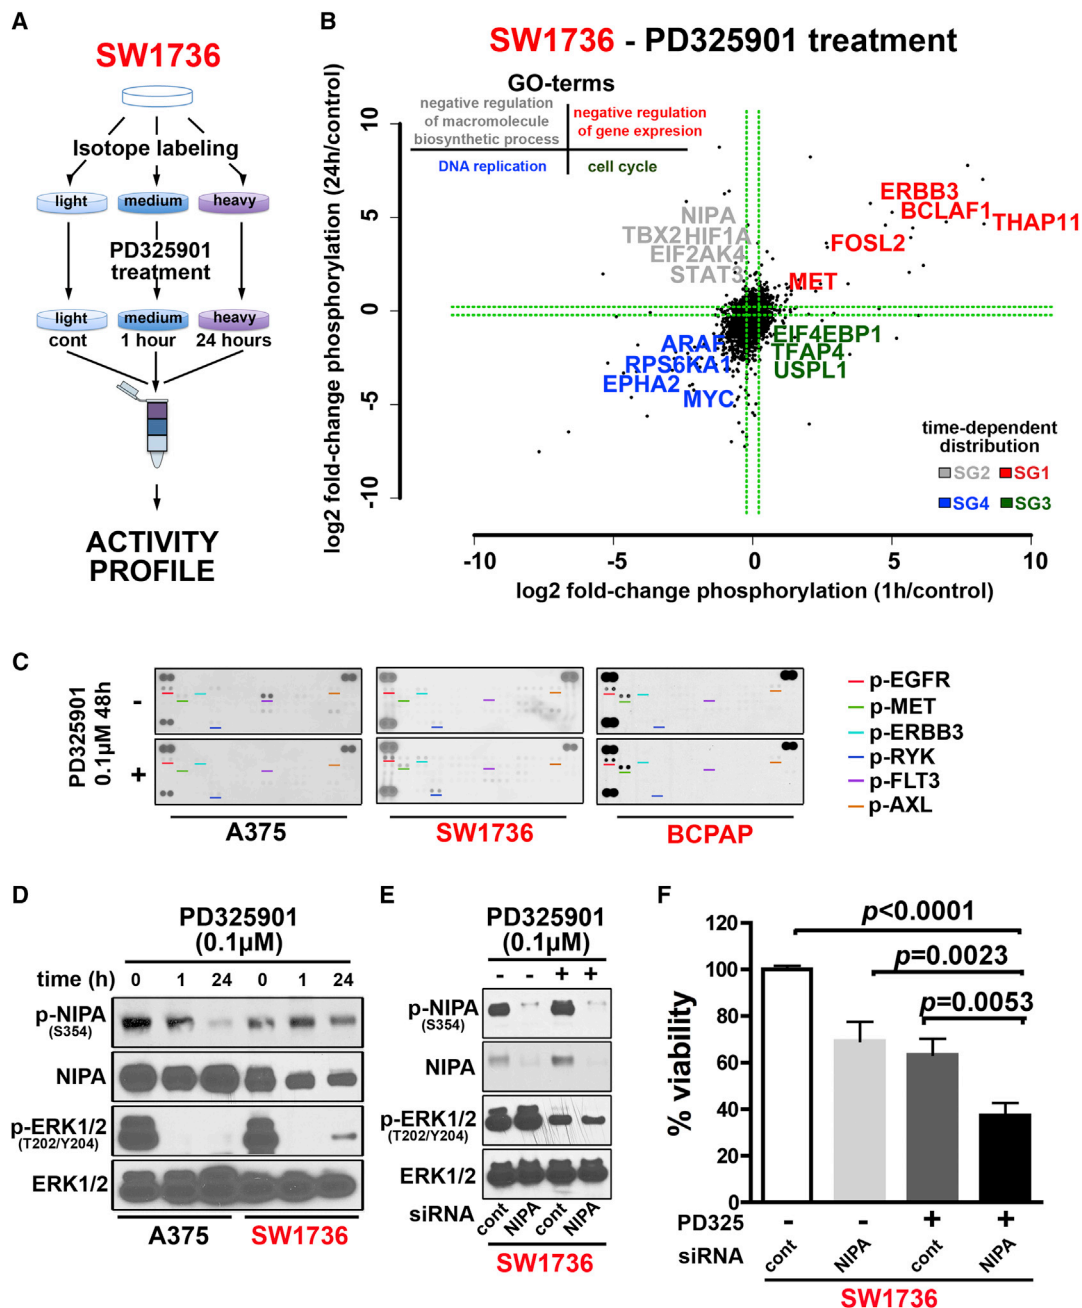 A
SW1736
Isotope labeling
light
medium
heavy
PD325901
treatment
light
medium
heavy
cont
1 hour
24 hours
ACTIVITY
PROFILE
B
SW1736 - PD325901 treatment
GO-terms
negative regulation
of macromolecule
biosynthetic process
negative regulation
of gene expresion
DNA replication
cell cycle
log2 fold-change phosphorylation (24h/control)
10
5
0
-5
-10
NIPA
TBX2 HIF1A
EIF2AK4
STAT3
ERBB3
BCLAF1
THAP11
FOSL2
MET
ARAF
RPS6KA1
EPHA2
MYC
EIF4EBP1
TFAP4
USPL1
time-dependent
distribution
SG2 SG1
SG4 SG3
-10
-5
0
5
10
log2 fold-change phosphorylation (1h/control)
C
PD325901
0.1µM 48h
-
+
A375
SW1736
BCPAP
p-EGFR
p-MET
p-ERBB3
p-RYK
p-FLT3
p-AXL
D
PD325901
(0.1µM)
time (h) 0 1 24 0 1 24
p-NIPA
(S354)
NIPA
p-ERK1/2
(T202/Y204)
ERK1/2
A375
SW1736
E
PD325901
(0.1µM)
- - + +
p-NIPA
(S354)
NIPA
p-ERK1/2
(T202/Y204)
ERK1/2
siRNA cont NIPA cont NIPA
SW1736
F
% viability
120
100
80
60
40
20
0
p<0.0001
p=0.0023
p=0.0053
PD325 - - + +
siRNA cont NIPA cont NIPA
SW1736